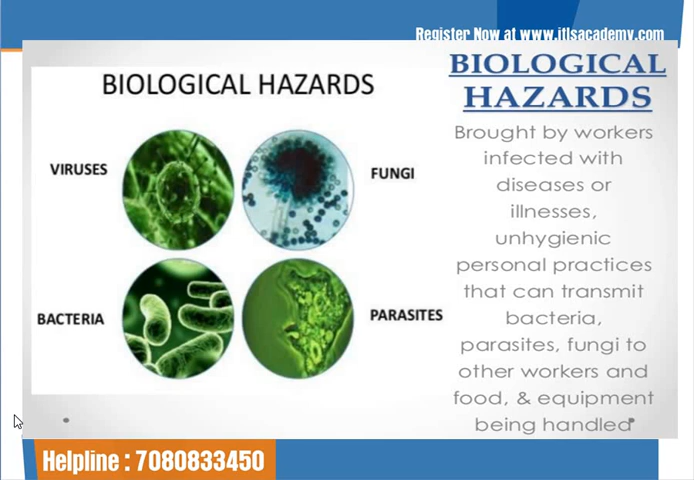 Register Now at www.itlsacademy.com
BIOLOGICAL HAZARDS
VIRUSES
FUNGI
BACTERIA
PARASITES
BIOLOGICAL
HAZARDS
Brought by workers
infected with
diseases or
illnesses,
unhygienic
personal practices
that can transmit
bacteria,
parasites, fungi to
other workers and
food, & equipment
being handled
Helpline : 7080833450